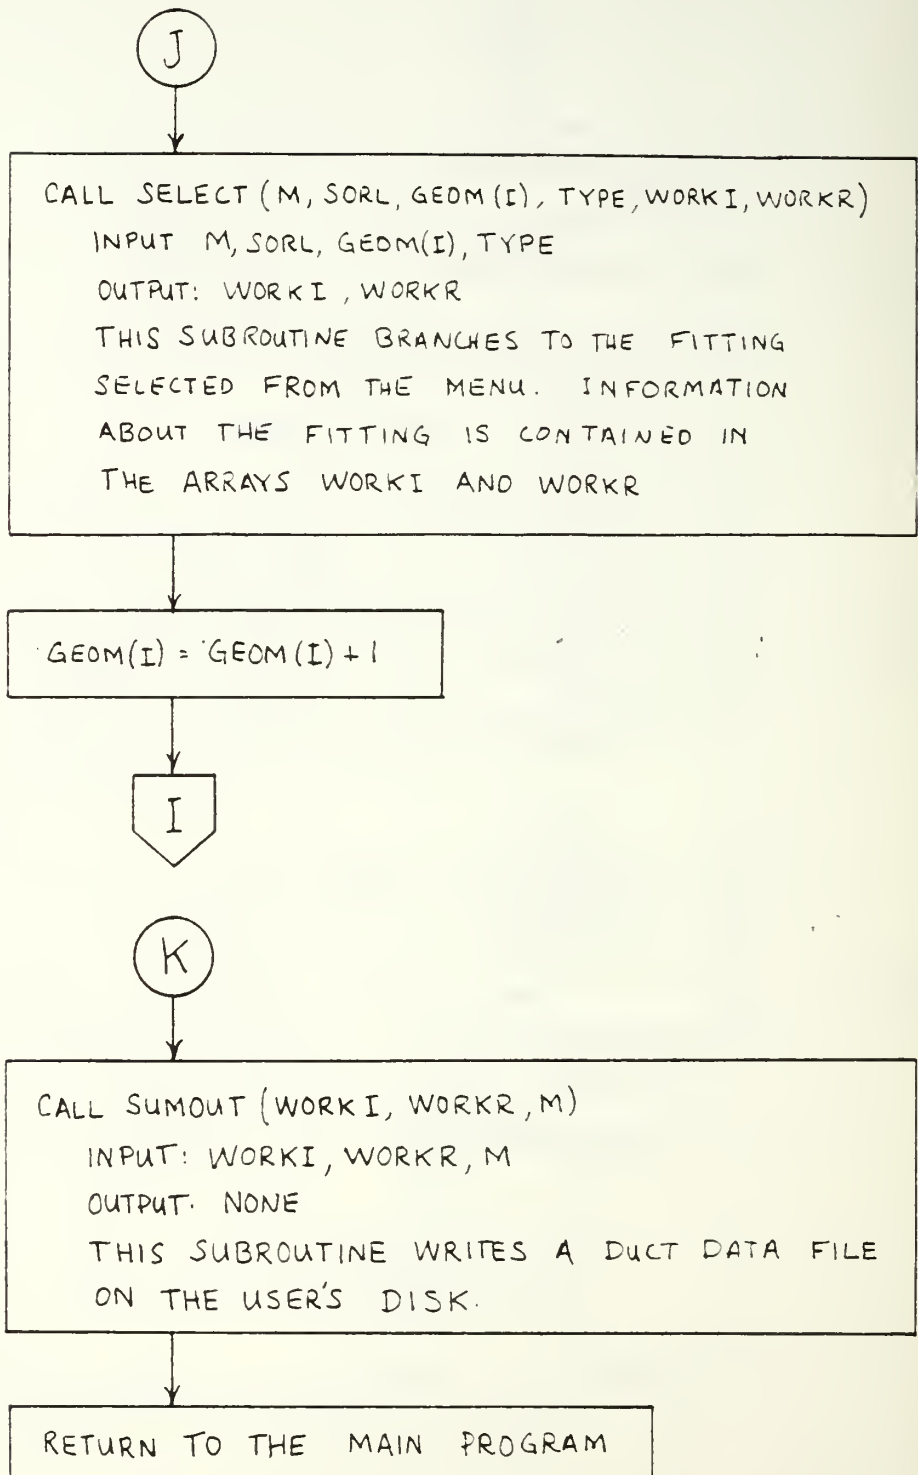 J
CALL SELECT (M, SORL, GEOM(I), TYPE, WORKI, WORKR)
INPUT M, SORL, GEOM(I), TYPE
OUTPUT: WORKI, WORKR
THIS SUBROUTINE BRANCHES TO THE FITTING
SELECTED FROM THE MENU. INFORMATION
ABOUT THE FITTING IS CONTAINED IN
THE ARRAYS WORKI AND WORKR
GEOM(I) = GEOM(I) + 1
I
K
CALL SUMOUT (WORKI, WORKR, M)
INPUT: WORKI, WORKR, M
OUTPUT. NONE
THIS SUBROUTINE WRITES A DUCT DATA FILE
ON THE USER'S DISK.
RETURN TO THE MAIN PROGRAM